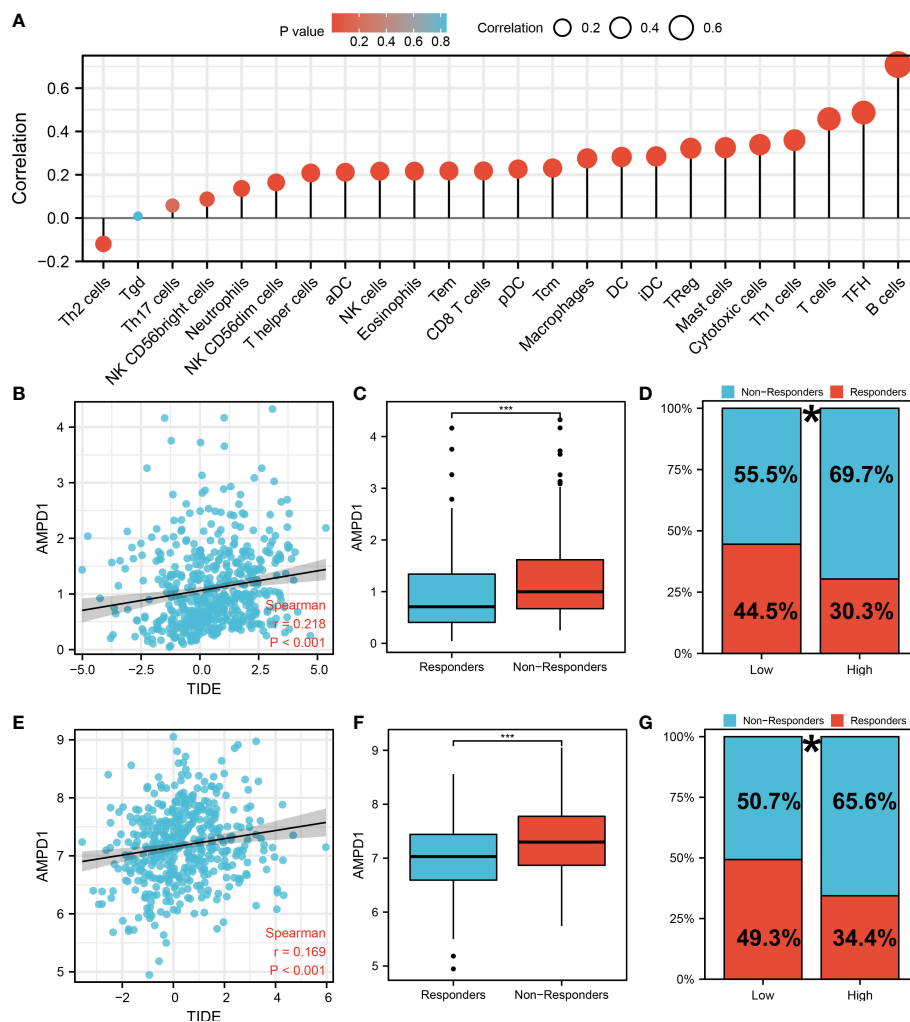 A
P value
0.2 0.4 0.6 0.8
Correlation
0.2
0.4
0.6
Correlation
0.6
0.4
0.2
0.0
−0.2
Th2 cells
Tgd
Th17 cells
NK CD56bright cells
Neutrophils
NK CD56dim cells
T helper cells
aDC
NK cells
Eosinophils
Tem
CD8 T cells
pDC
Tcm
Macrophages
DC
iDC
TReg
Mast cells
Cytotoxic cells
Th1 cells
T cells
TFH
B cells
B
AMPD1
4
3
2
1
0
Spearman
r = 0.218
P < 0.001
−5.0 −2.5 0.0 2.5 5.0
TIDE
C
AMPD1
4
3
2
1
0
***
Responders Non−Responders
D
Non−Responders Responders
100%
75%
50%
25%
0%
*
55.5% 69.7%
44.5% 30.3%
Low High
E
AMPD1
9
8
7
6
5
Spearman
r = 0.169
P < 0.001
−2 0 2 4 6
TIDE
F
AMPD1
9
8
7
6
5
***
Responders Non−Responders
G
Non−Responders Responders
100%
75%
50%
25%
0%
*
50.7% 65.6%
49.3% 34.4%
Low High